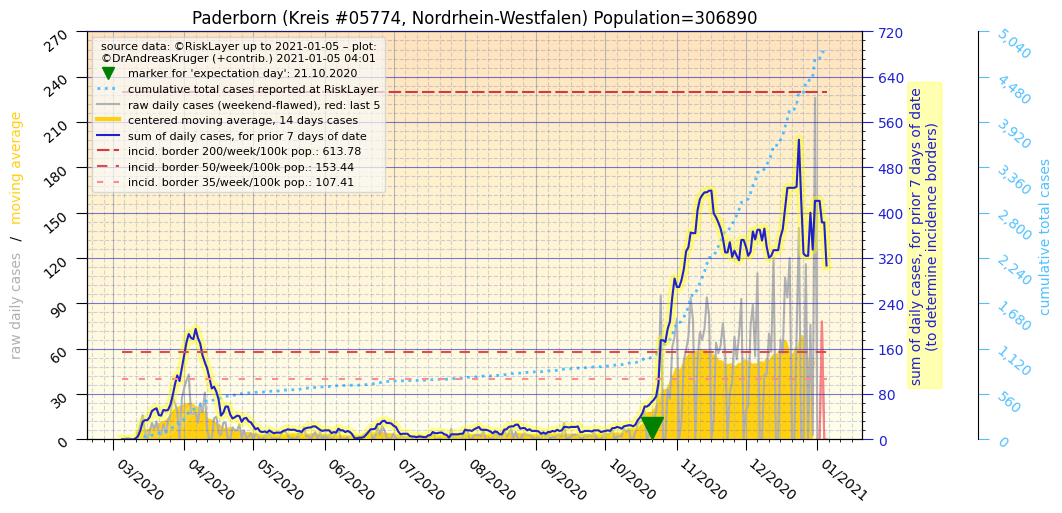 Paderborn (Kreis #05774, Nordrhein-Westfalen) Population=306890
source data: ©RiskLayer up to 2021-01-05 – plot:
©DrAndreasKruger (+contrib.) 2021-01-05 04:01
marker for 'expectation day': 21.10.2020
cumulative total cases reported at RiskLayer
raw daily cases (weekend-flawed), red: last 5
centered moving average, 14 days cases
sum of daily cases, for prior 7 days of date
incid. border 200/week/100k pop.: 613.78
incid. border 50/week/100k pop.: 153.44
incid. border 35/week/100k pop.: 107.41
raw daily cases / moving average
270
240
210
180
150
120
90
60
30
0
03/2020
04/2020
05/2020
06/2020
07/2020
08/2020
09/2020
10/2020
11/2020
12/2020
01/2021
720
640
560
480
400
320
240
160
80
0
sum of daily cases, for prior 7 days of date
(to determine incidence borders)
5,040
4,480
3,920
3,360
2,800
2,240
1,680
1,120
560
0
cumulative total cases